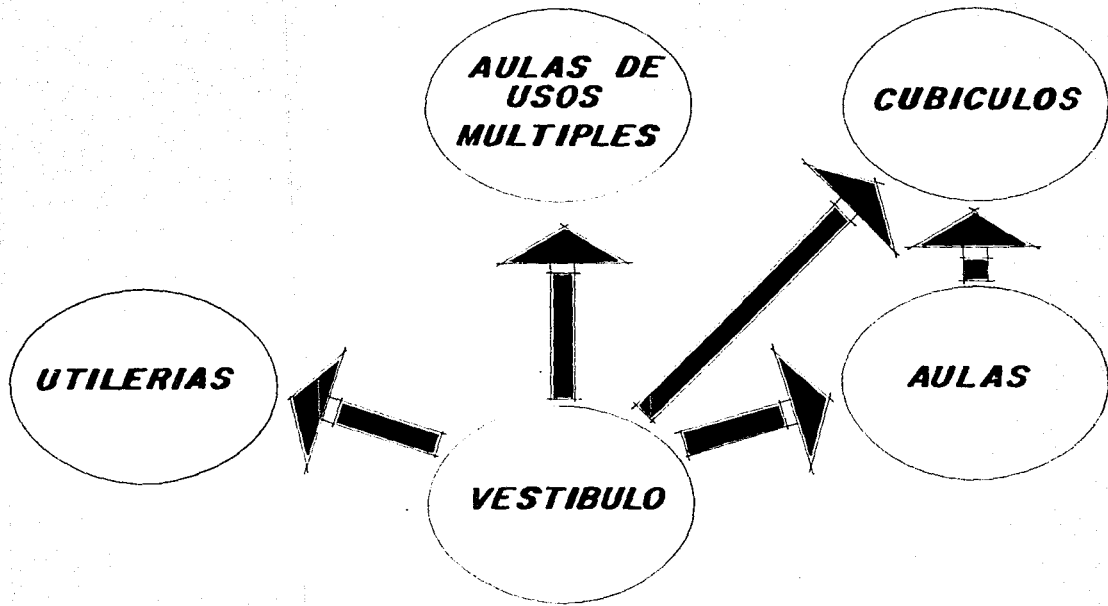 AULAS DE
USOS
MULTIPLES
CUBICULOS
UTILERIAS
AULAS
VESTIBULO